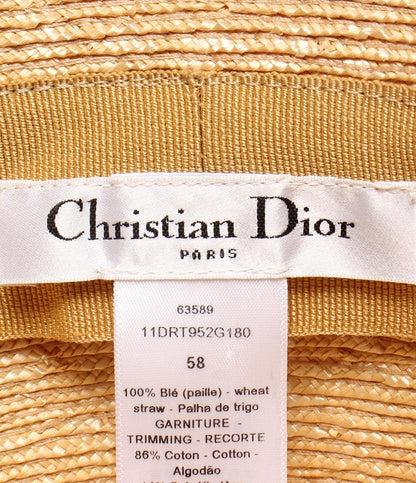 Christian Dior
PARIS
63589
11DRT952G180
58
100% Blé (paille) - wheat
straw - Palha de trigo
GARNITURE -
TRIMMING - RECORTE
86% Coton - Cotton -
Algodão